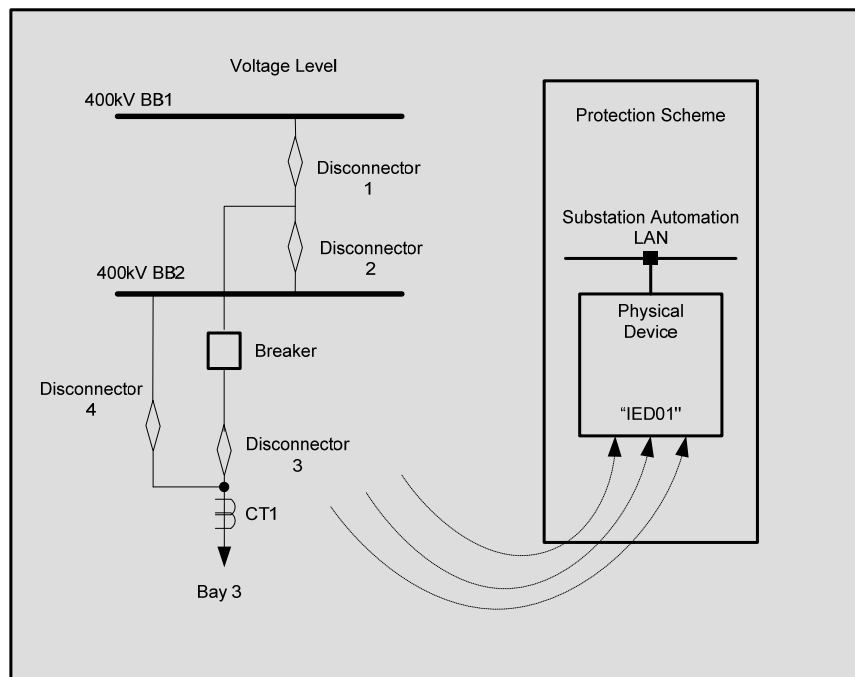 Voltage Level
400kV BB1
Disconnector
1
Disconnector
2
400kV BB2
Breaker
Disconnector
4
Disconnector
3
CT1
Bay 3
Protection Scheme
Substation Automation
LAN
Physical
Device
“IED01"